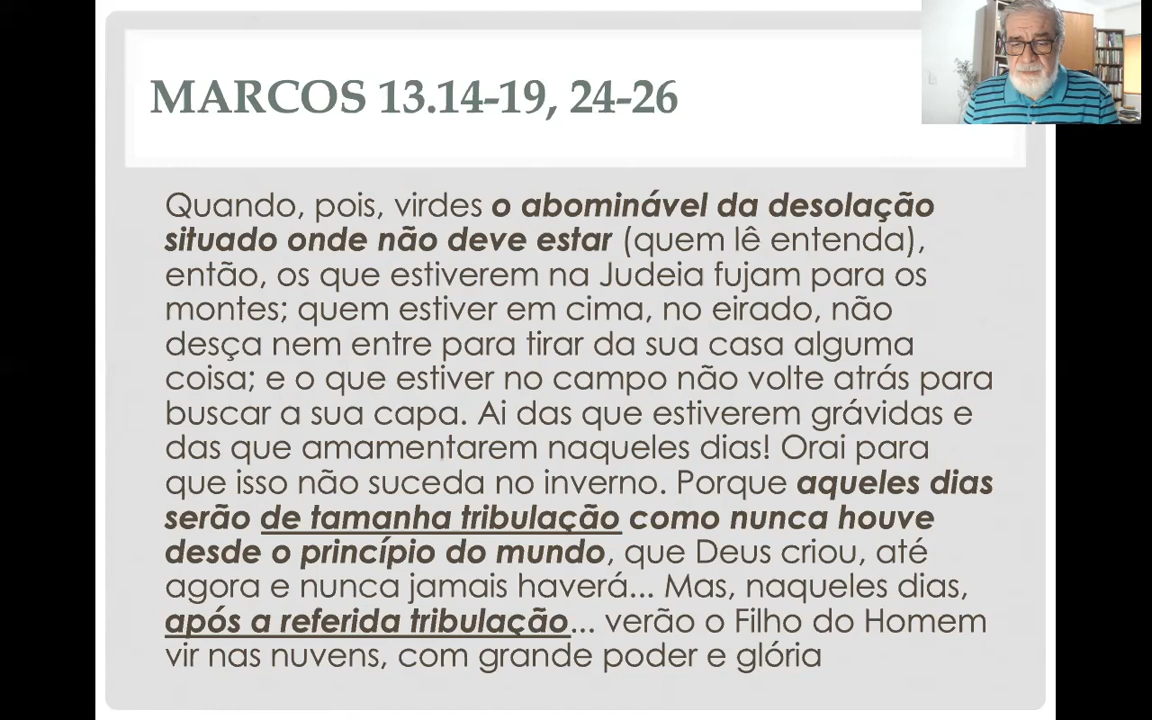 MARCOS 13.14-19, 24-26
Quando, pois, virdes o abominável da desolação
situado onde não deve estar (quem lê entenda),
então, os que estiverem na Judeia fujam para os
montes; quem estiver em cima, no eirado, não
desça nem entre para tirar da sua casa alguma
coisa; e o que estiver no campo não volte atrás para
buscar a sua capa. Ai das que estiverem grávidas e
das que amamentarem naqueles dias! Orai para
que isso não suceda no inverno. Porque aqueles dias
serão de tamanha tribulação como nunca houve
desde o princípio do mundo, que Deus criou, até
agora e nunca jamais haverá... Mas, naqueles dias,
após a referida tribulação... verão o Filho do Homem
vir nas nuvens, com grande poder e glória